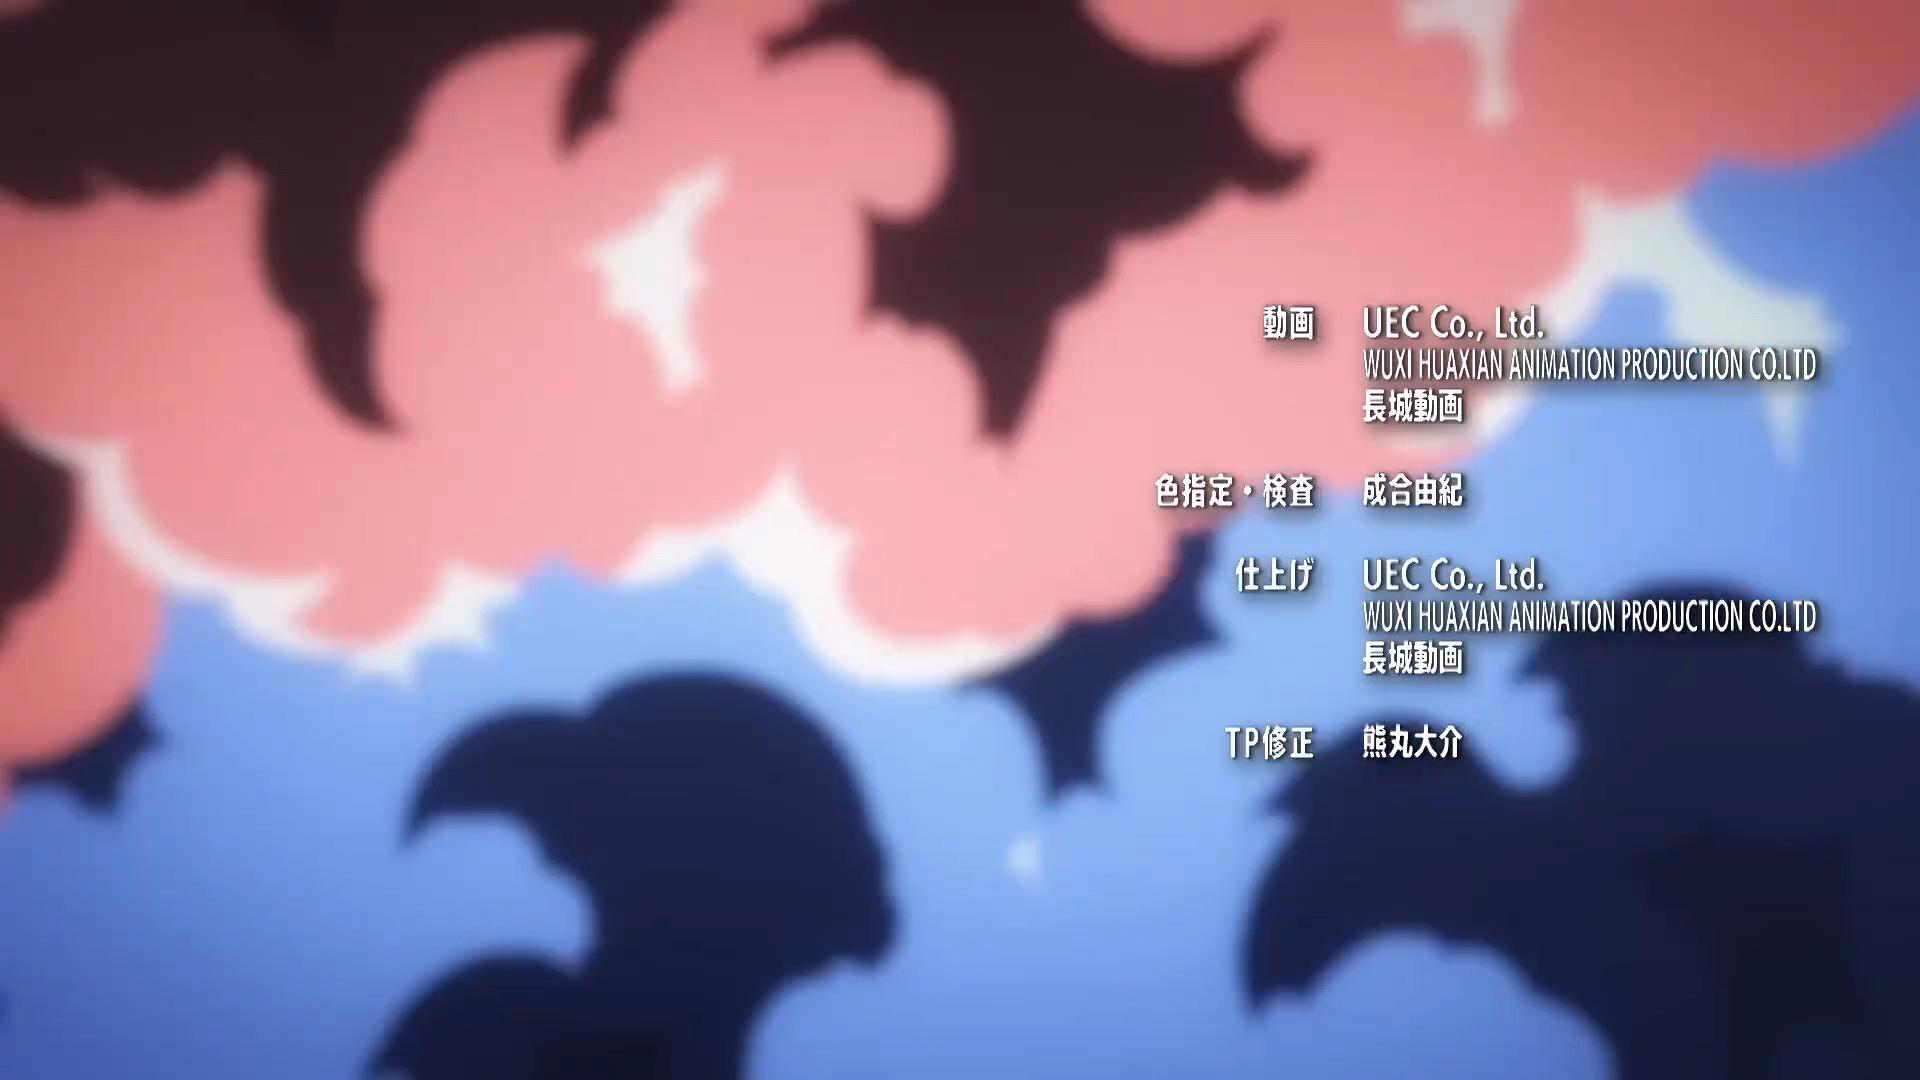 動画 UEC Co., Ltd.
WUXI HUAXIAN ANIMATION PRODUCTION CO.LTD
長城動画
色指定・検査 成合由紀
仕上げ UEC Co., Ltd.
WUXI HUAXIAN ANIMATION PRODUCTION CO.LTD
長城動画
TP修正 熊丸大介